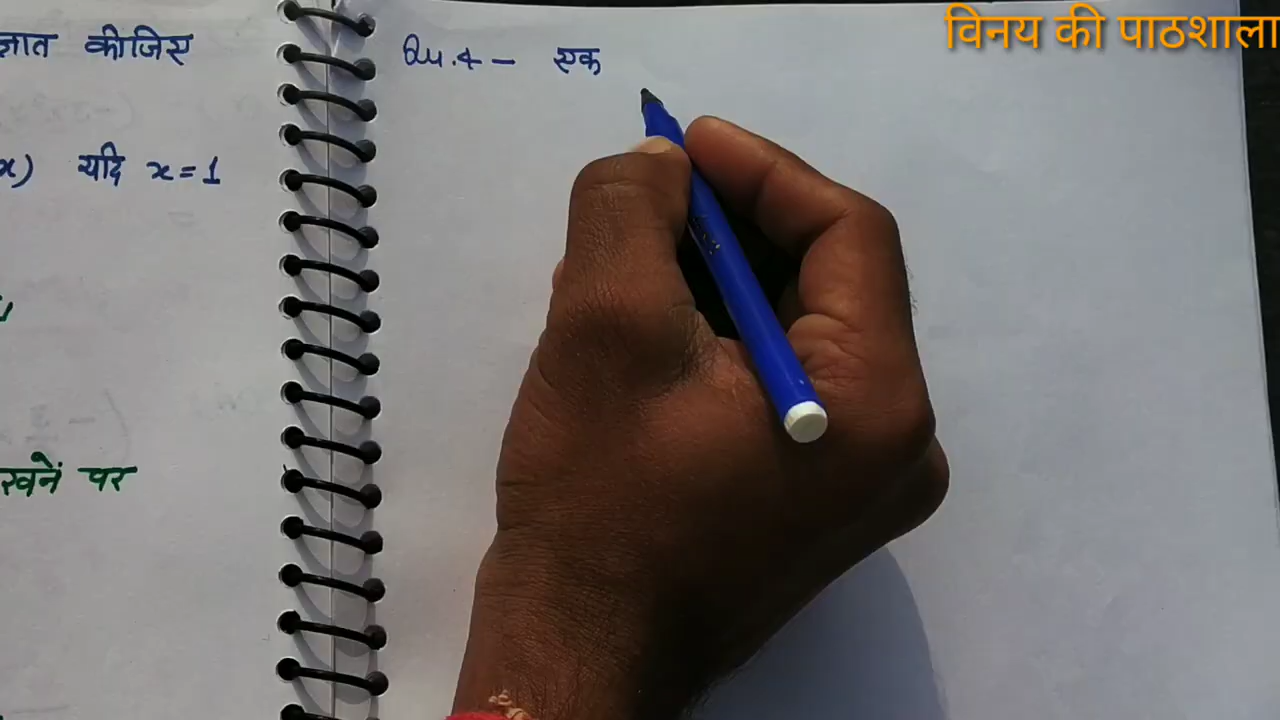 विनय की पाठशाला
ज्ञात कीजिए
x) यदि x=1
रखनें पर
Qu.4 - एक